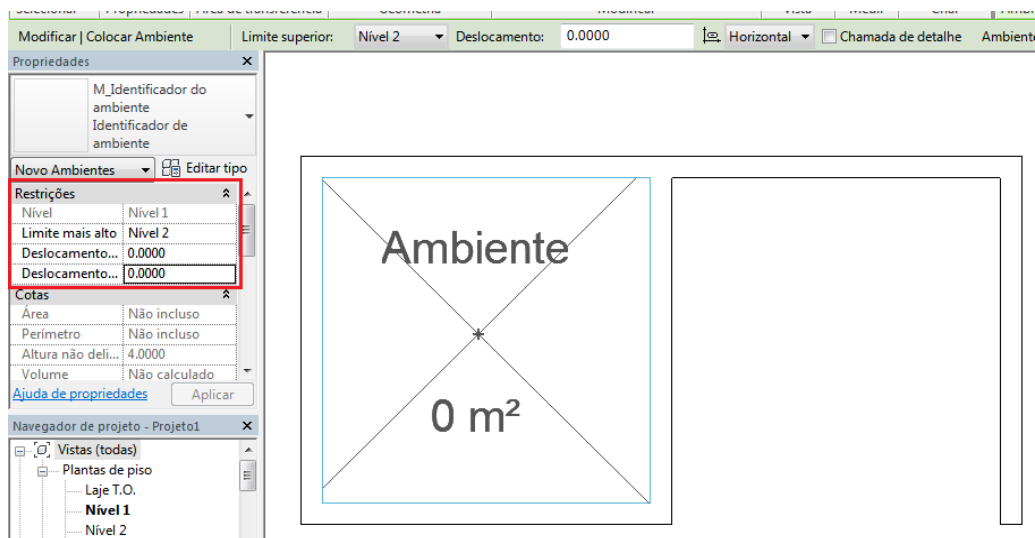 Modificar | Colocar Ambiente Limite superior: Nível 2 Deslocamento: 0.0000 Horizontal Chamada de detalhe Ambiente
Propriedades
M_Identificador do
ambiente
Identificador de
ambiente
Novo Ambientes Editar tipo
Restrições
Nível Nível 1
Limite mais alto Nível 2
Deslocamento... 0.0000
Deslocamento... 0.0000
Cotas
Área Não incluso
Perímetro Não incluso
Altura não deli... 4.0000
Volume Não calculado
Ajuda de propriedades Aplicar
Navegador de projeto - Projeto1
Vistas (todas)
Plantas de piso
Laje T.O.
Nível 1
Nível 2
Ambiente
0 m²